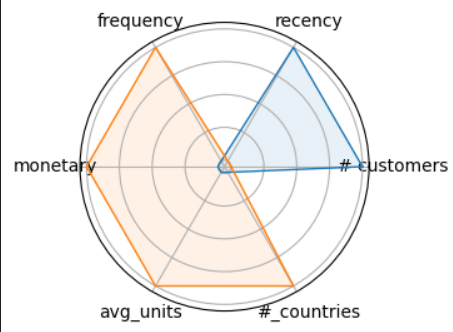 frequency
recency
monetary
# customers
avg_units
#_countries